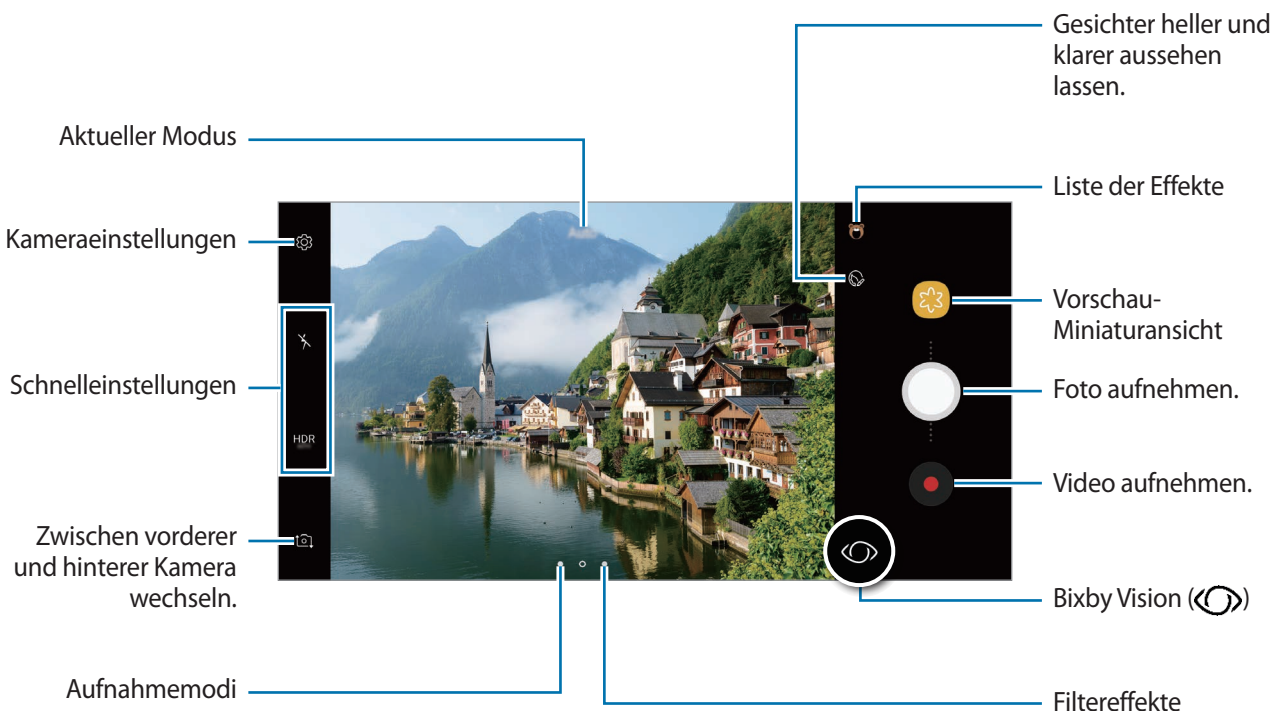 Gesichter heller und
klarer aussehen
lassen.
Aktueller Modus
Liste der Effekte
Kameraeinstellungen
Vorschau-
Miniaturansicht
Schnelleinstellungen
Foto aufnehmen.
HDR
Video aufnehmen.
Zwischen vorderer
und hinterer Kamera
wechseln.
Bixby Vision ()
Aufnahmemodi
Filtereffekte